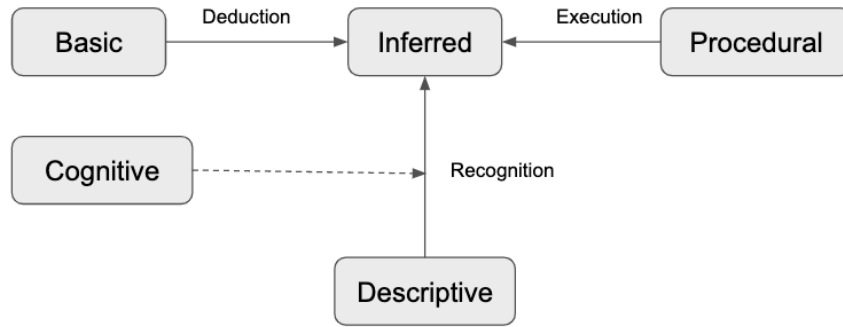 Deduction
Execution
Basic
Inferred
Procedural
Cognitive
Recognition
Descriptive